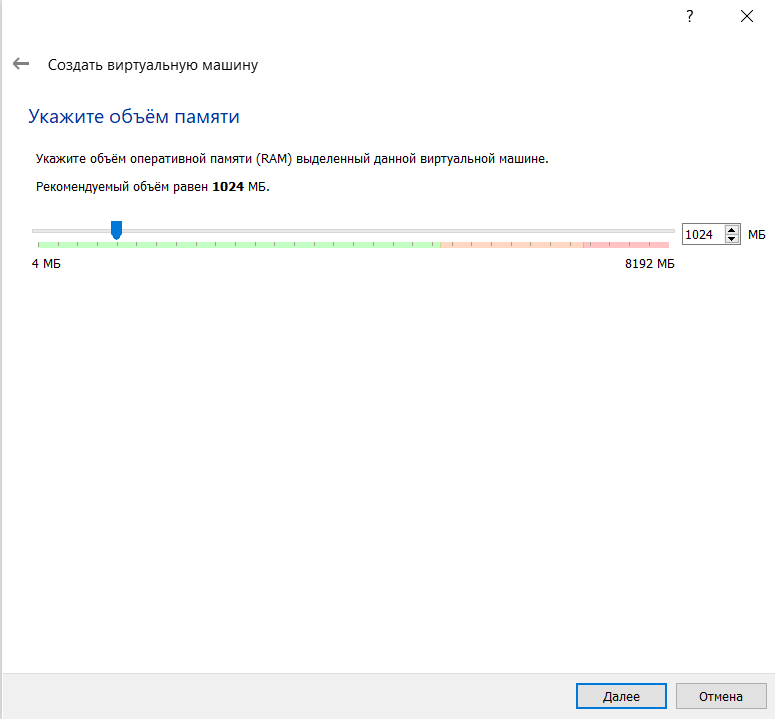 ?
Создать виртуальную машину
Укажите объём памяти
Укажите объём оперативной памяти (RAM) выделенный данной виртуальной машине.
Рекомендуемый объём равен 1024 МБ.
1024 МБ
4 МБ 8192 МБ
Далее Отмена